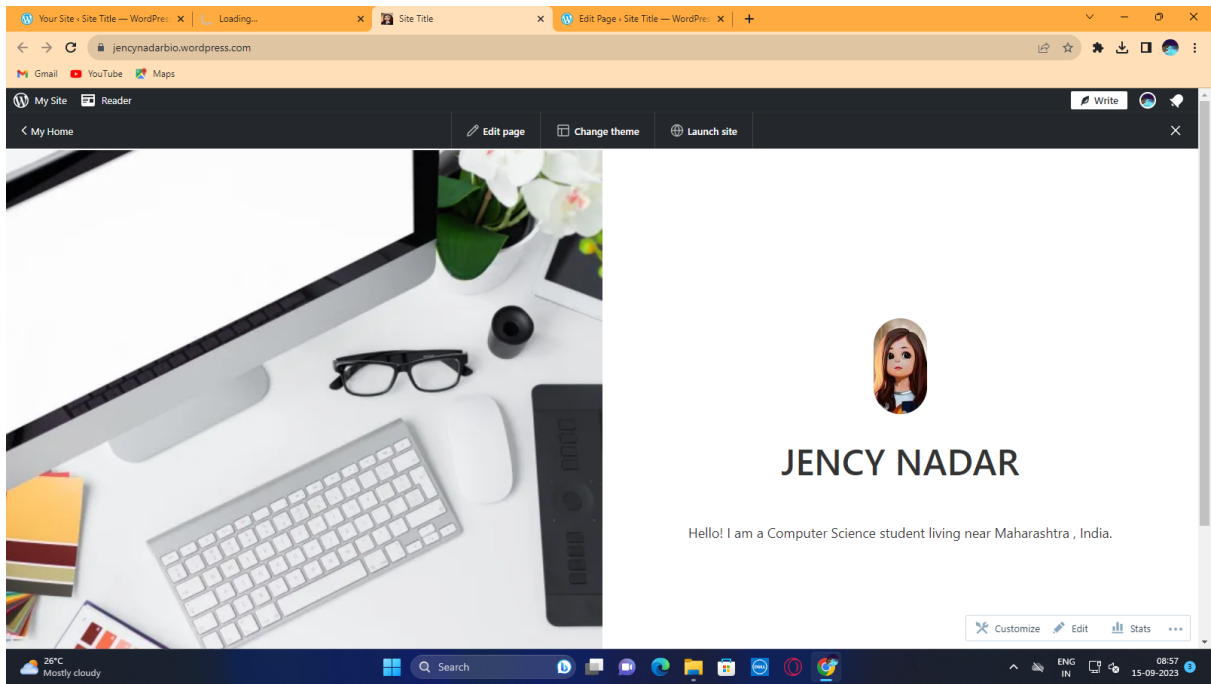 Your Site ‹ Site Title — WordPres
Loading...
Site Title
Edit Page ‹ Site Title — WordPres
jencynadarbio.wordpress.com
Gmail
YouTube
Maps
My Site
Reader
Write
My Home
Edit page
Change theme
Launch site
JENCY NADAR
Hello! I am a Computer Science student living near Maharashtra , India.
Customize
Edit
Stats
26°C
Mostly cloudy
Search
DELL
ENG
IN
08:57
15-09-2023
3